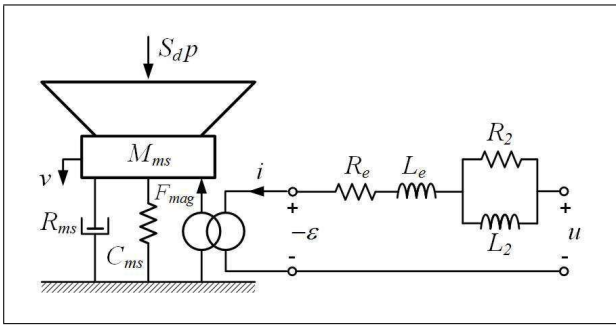 S_d p
M_ms
v
R_ms
C_ms
F_mag
i
+
−ε
-
R_e
L_e
R_2
L_2
+
u
-